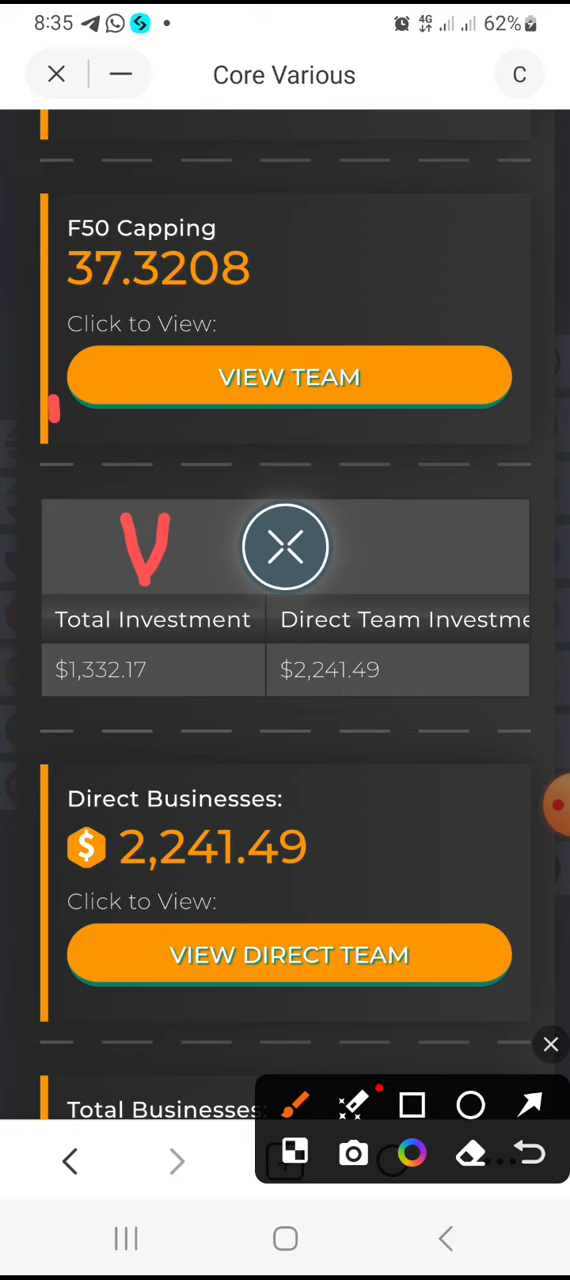 8:35
4G
62%
Core Various
C
F50 Capping
37.3208
Click to View:
VIEW TEAM
V
Total Investment
Direct Team Investme
$1,332.17
$2,241.49
Direct Businesses:
$ 2,241.49
Click to View:
VIEW DIRECT TEAM
Total Businesses: